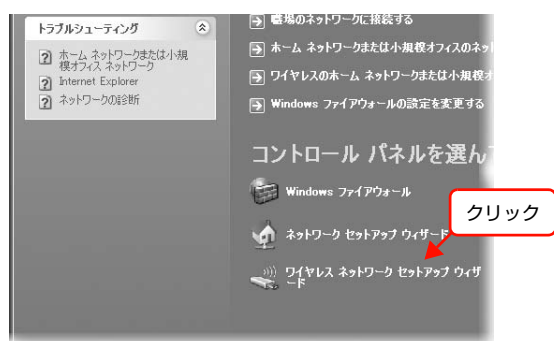 トラブルシューティング
ホーム ネットワークまたは小規
模オフィス ネットワーク
Internet Explorer
ネットワークの診断
職場のネットワークに接続する
ホーム ネットワークまたは小規模オフィスのネッ
ワイヤレスのホーム ネットワークまたは小規模オ
Windows ファイアウォールの設定を変更する
コントロール パネルを選ん
Windows ファイアウォール
クリック
ネットワーク セットアップ ウィザード
ワイヤレス ネットワーク セットアップ ウィザ
ード